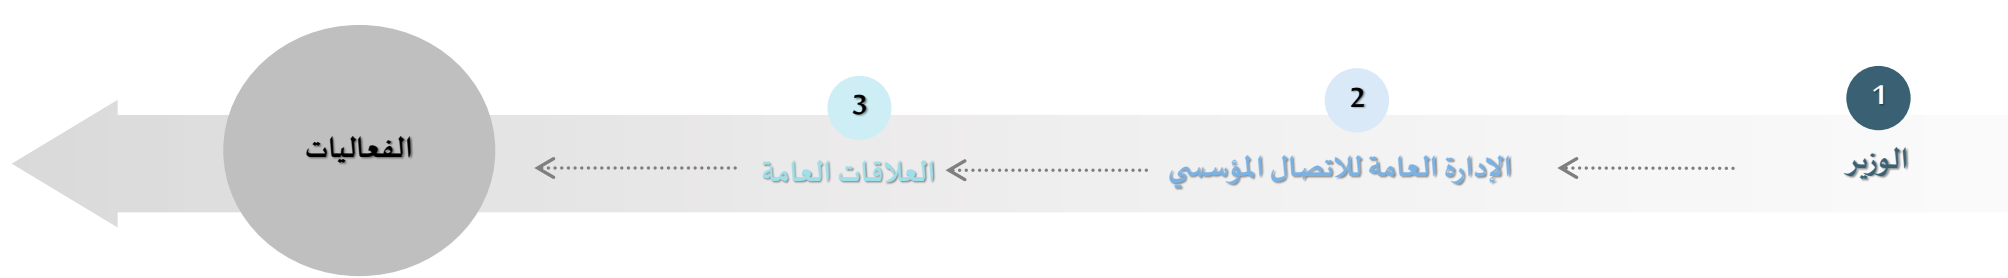 1
الوزير
2
الإدارة العامة للاتصال المؤسسي
3
العلاقات العامة
الفعاليات